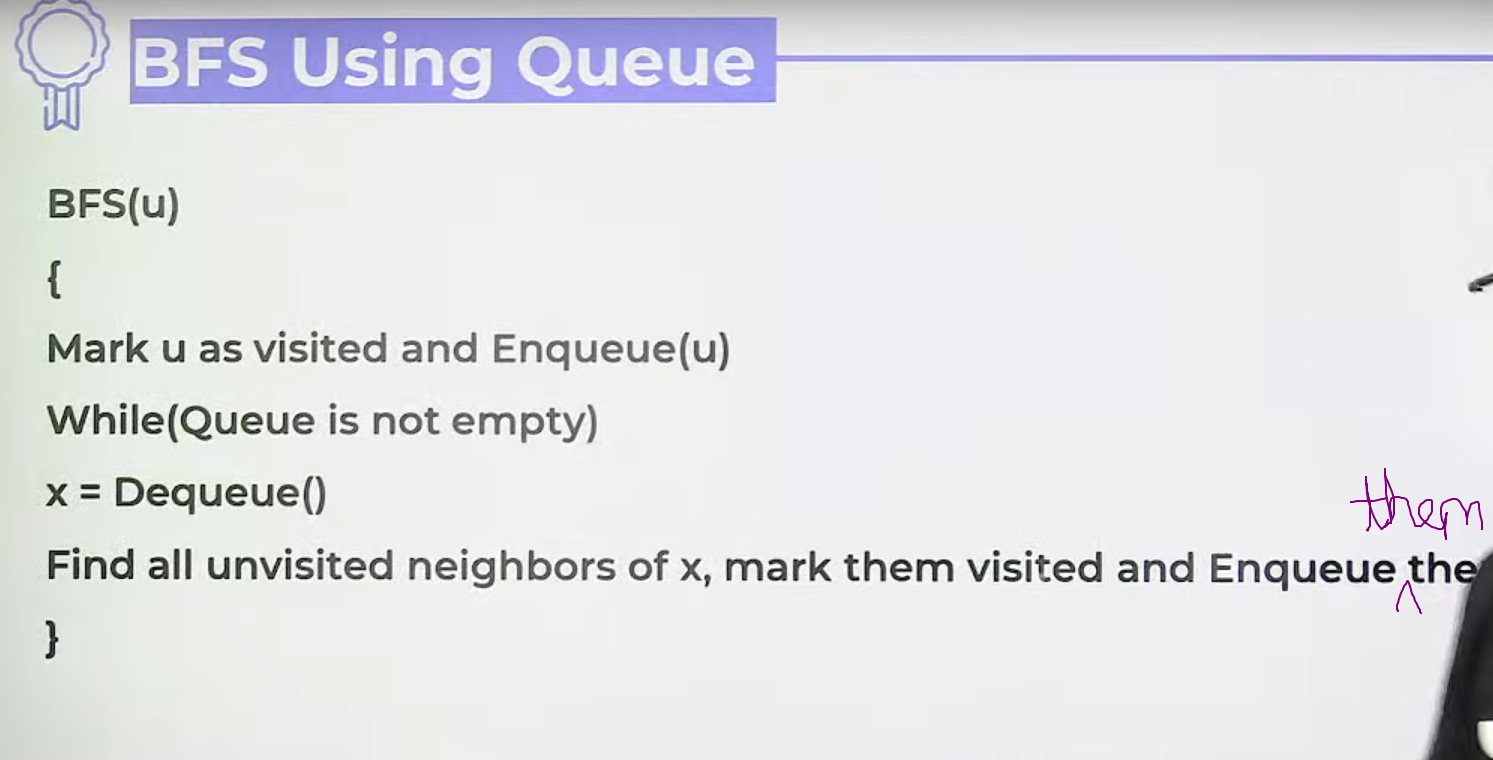 BFS Using Queue
BFS(u)
{
Mark u as visited and Enqueue(u)
While(Queue is not empty)
x = Dequeue()
them
Find all unvisited neighbors of x, mark them visited and Enqueue the
^
}